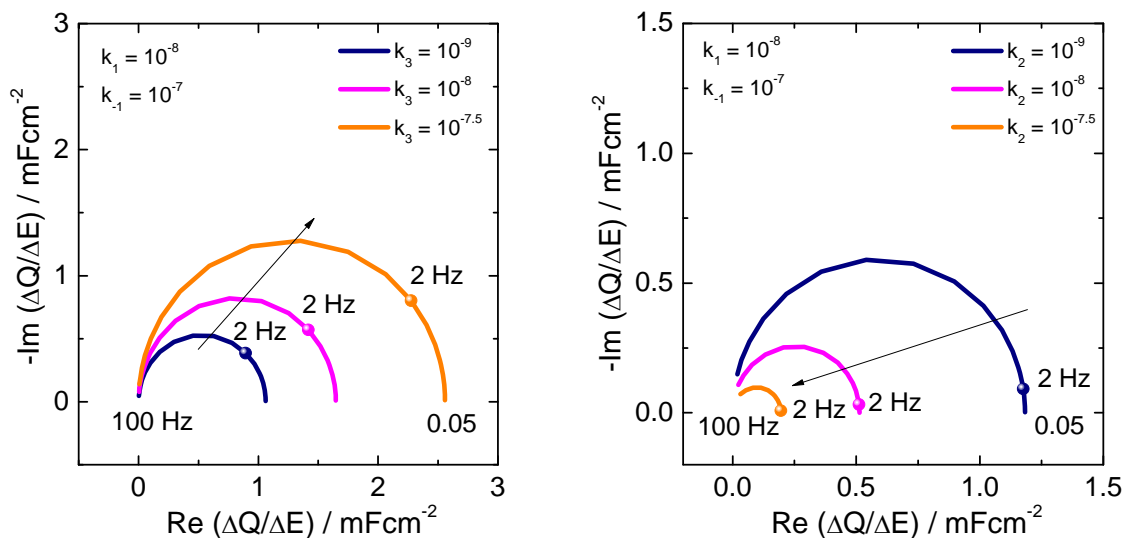 k₁ = 10⁻⁸
k₋₁ = 10⁻⁷
k₃ = 10⁻⁹
k₃ = 10⁻⁸
k₃ = 10⁻⁷·⁵
3
2
1
0
-Im (ΔQ/ΔE) / mFcm⁻²
2 Hz
2 Hz
2 Hz
100 Hz
0.05
0 1 2 3
Re (ΔQ/ΔE) / mFcm⁻²
k₁ = 10⁻⁸
k₋₁ = 10⁻⁷
k₂ = 10⁻⁹
k₂ = 10⁻⁸
k₂ = 10⁻⁷·⁵
1.5
1.0
0.5
0.0
-Im (ΔQ/ΔE) / mFcm⁻²
2 Hz
2 Hz
2 Hz
100 Hz
0.05
0.0 0.5 1.0 1.5
Re (ΔQ/ΔE) / mFcm⁻²